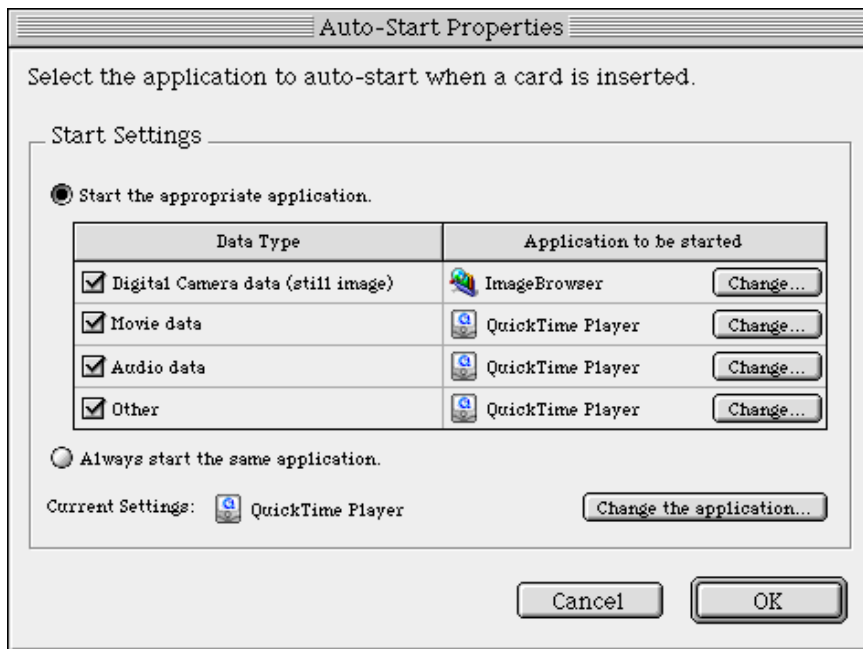 Auto-Start Properties
Select the application to auto-start when a card is inserted.
Start Settings
Start the appropriate application.
Data Type Application to be started
Digital Camera data (still image) ImageBrowser Change...
Movie data QuickTime Player Change...
Audio data QuickTime Player Change...
Other QuickTime Player Change...
Always start the same application.
Current Settings: QuickTime Player Change the application...
Cancel OK